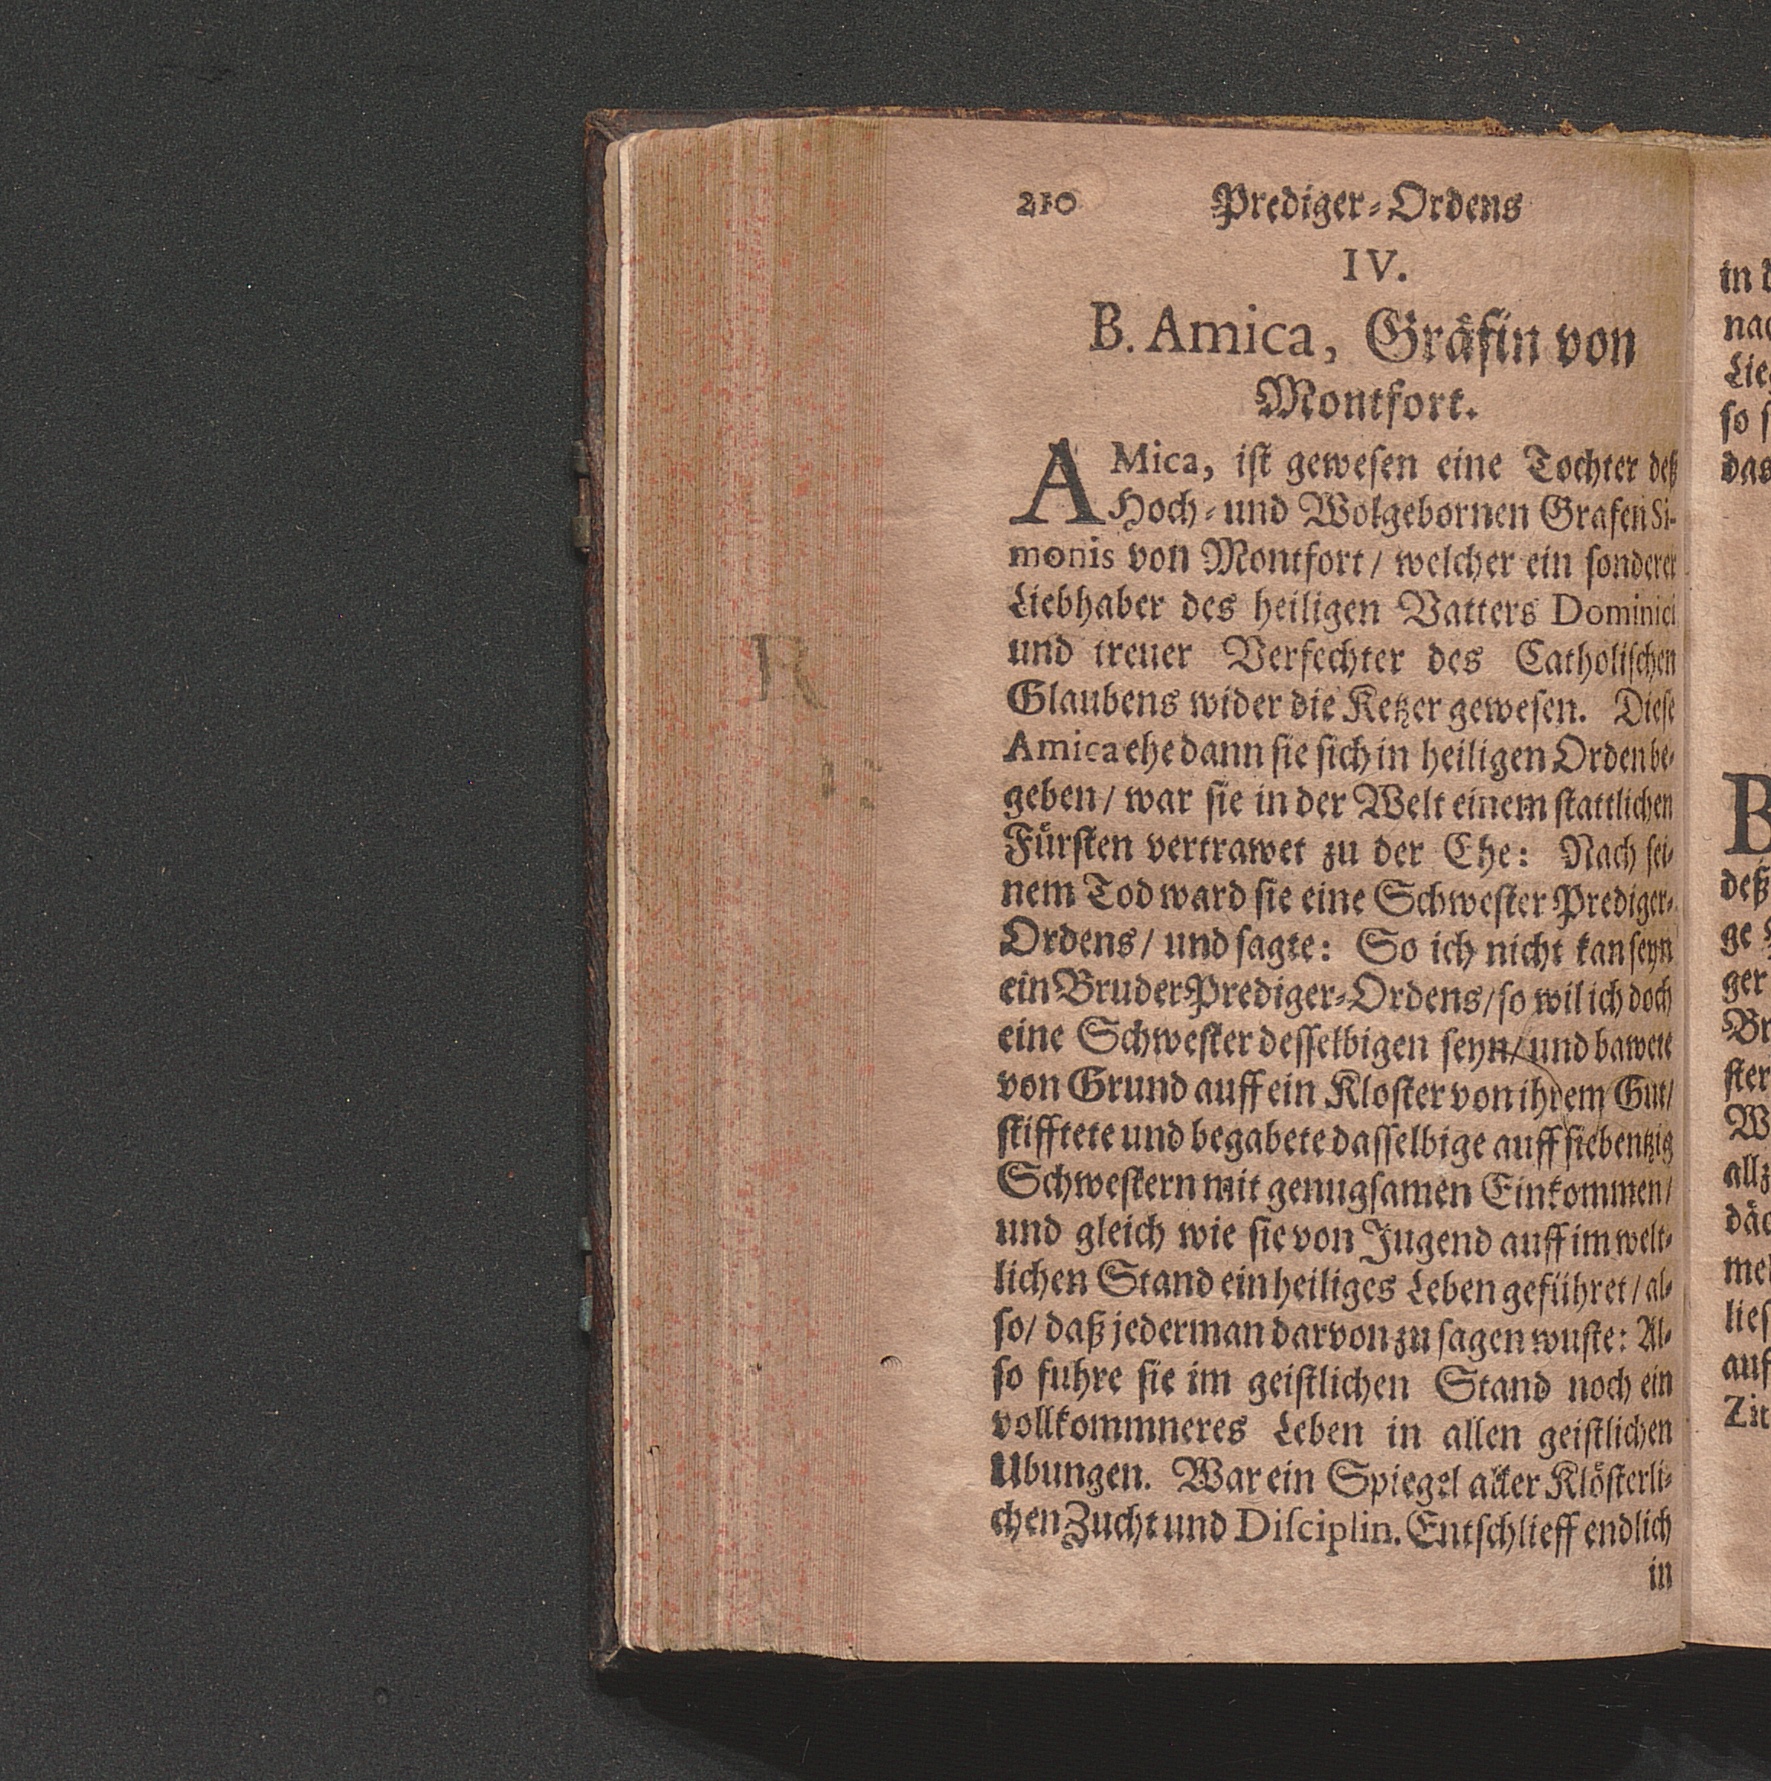 210 Prediger-Ordens
IV.
B. Amica, Gräfin von
Montfort.
AMica, ist gewesen eine Tochter deß
Hoch- und Wolgebornen Grafen Si-
monis von Montfort/ welcher ein sonderer
Liebhaber des heiligen Vatters Dominici
und treuer Verfechter des Catholischen
Glaubens wider die Ketzer gewesen. Diese
Amica ehe dann sie sich in heiligen Orden be-
geben/ war sie in der Welt einem stattlichen
Fürsten vertrawet zu der Ehe: Nach sei-
nem Tod ward sie eine Schwester Prediger-
Ordens/ und sagte: So ich nicht kan seyn
ein Bruder Prediger-Ordens/ so wil ich doch
eine Schwester desselbigen seyn/ und bawete
von Grund auff ein Kloster von ihrem Gut/
stifftete und begabete dasselbige auff siebentzig
Schwestern mit genugsamen Einkommen/
und gleich wie sie von Jugend auff im welt-
lichen Stand ein heiliges Leben geführet/ al-
so/ daß jederman darvon zu sagen wuste: Al-
so fuhre sie im geistlichen Stand noch ein
vollkommneres Leben in allen geistlichen
Ubungen. War ein Spiegel aller Klösterli-
chen Zucht und Disciplin. Entschlieff endlich
in
in
so
deß
ge
ger